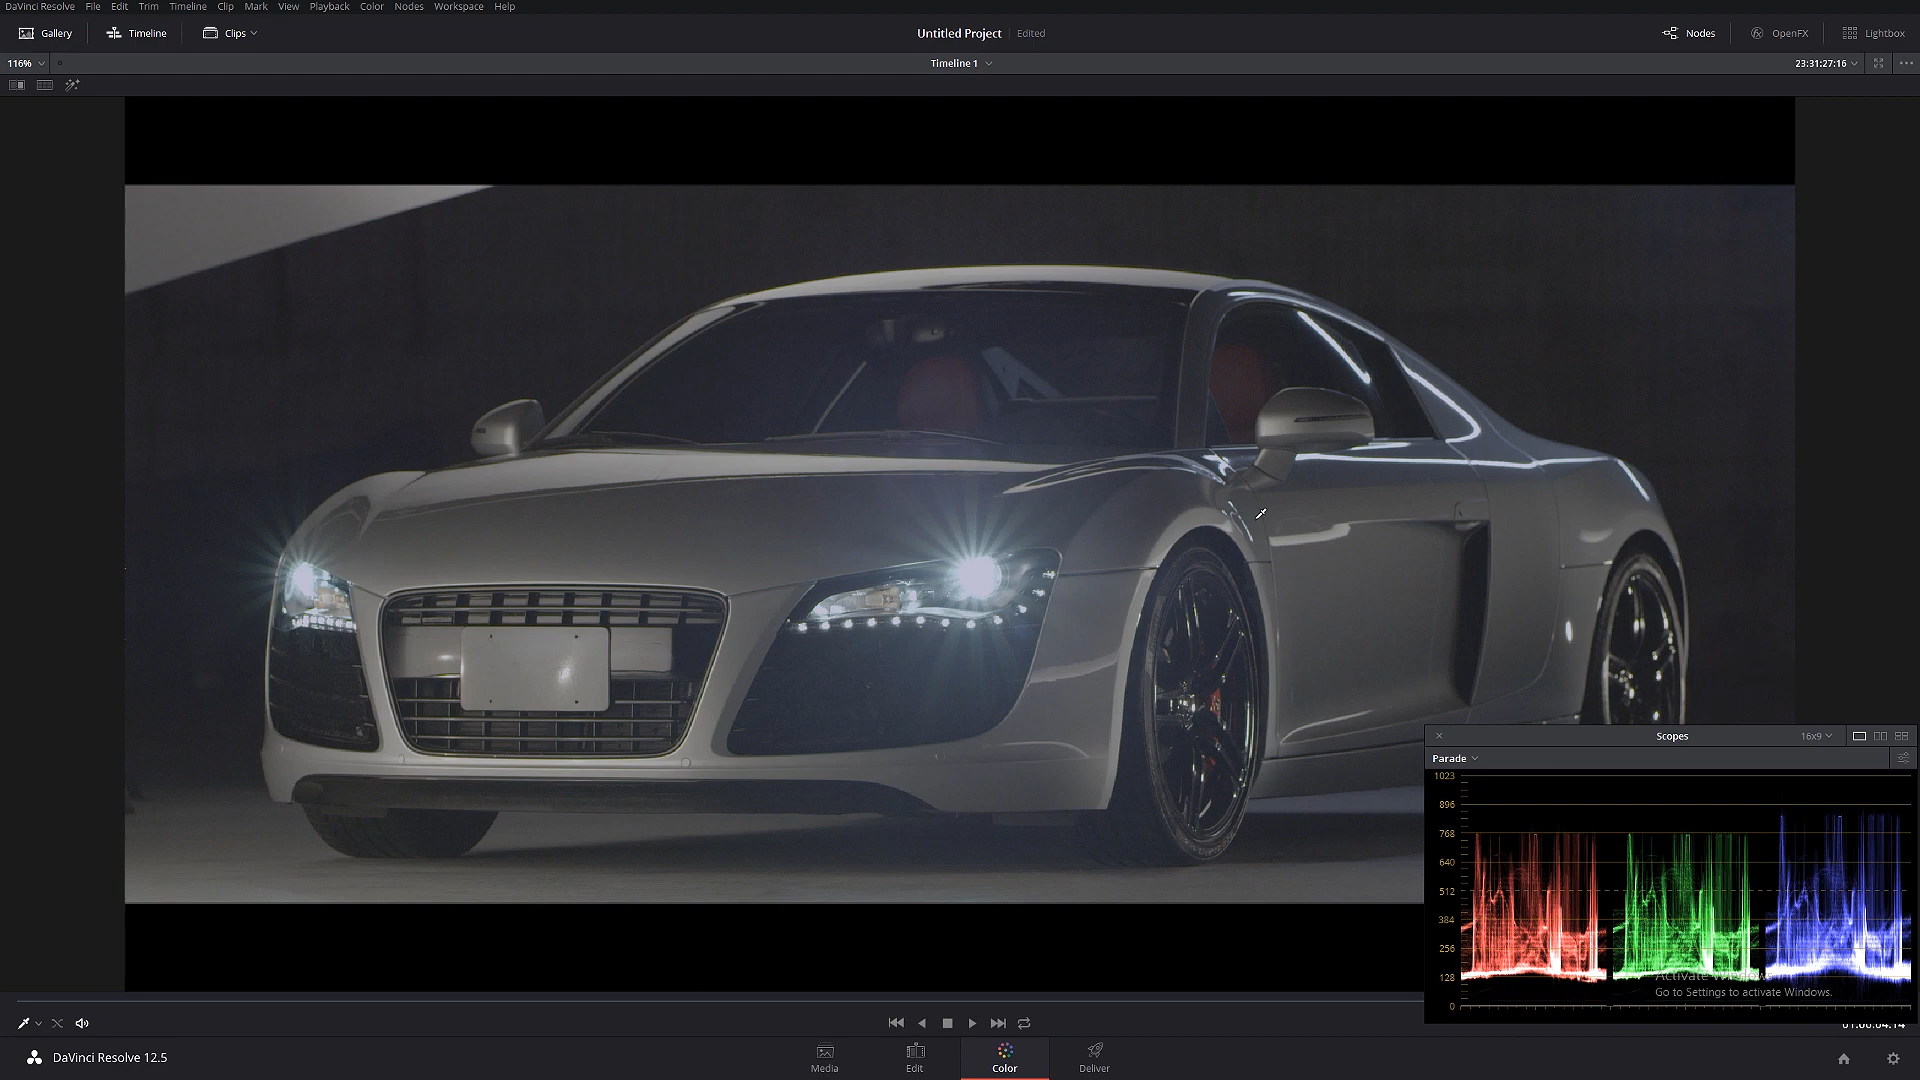 DaVinci Resolve File Edit Trim Timeline Clip Mark View Playback Color Nodes Workspace Help
Gallery Timeline Clips Untitled Project Edited Nodes OpenFX Lightbox
116% Timeline 1 23:31:27:16
Scopes 16x9
Parade
1023
896
768
640
512
384
256
128
0
Activate Windows
Go to Settings to activate Windows.
DaVinci Resolve 12.5 Media Edit Color Deliver